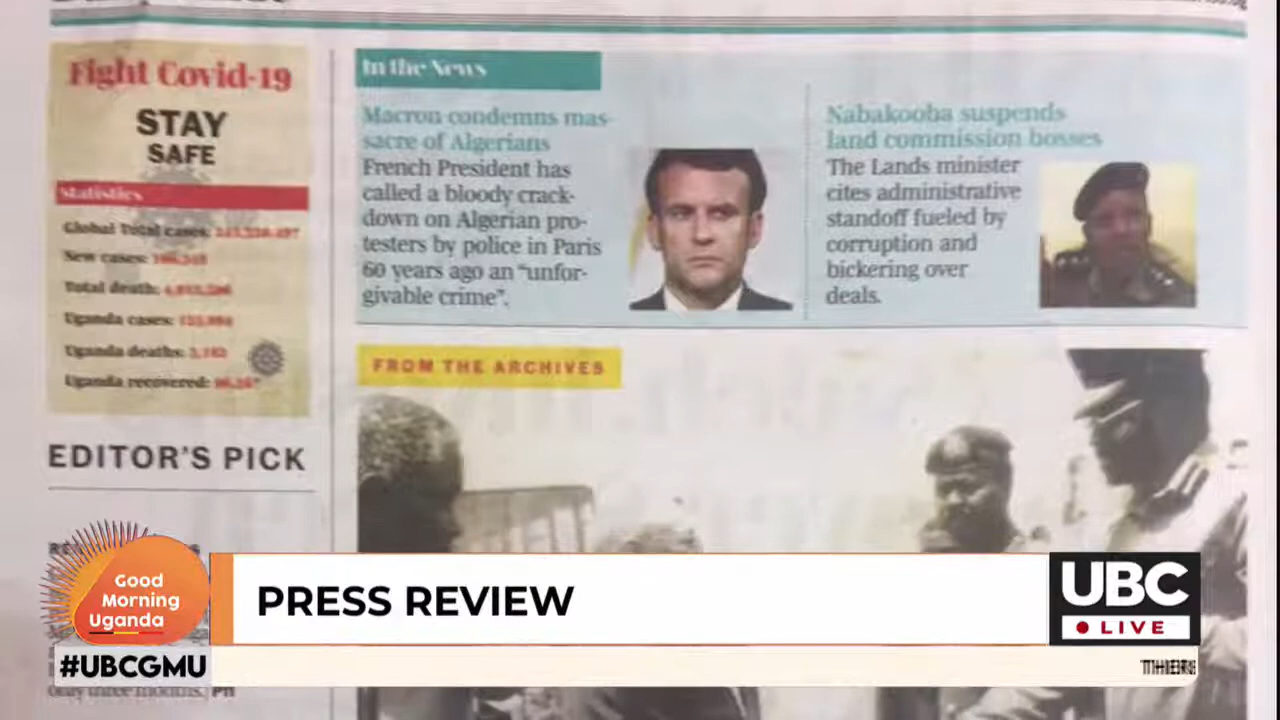 Fight Covid-19
STAY
SAFE
Statistics
Global Total cases:
New cases:
Total death:
Uganda cases:
Uganda deaths:
Uganda recovered:
EDITOR'S PICK
In the News
Macron condemns mas-
sacre of Algerians
French President has
called a bloody crack-
down on Algerian pro-
testers by police in Paris
60 years ago an "unfor-
givable crime".
Nabakooba suspends
land commission bosses
The Lands minister
cites administrative
standoff fueled by
corruption and
bickering over
deals.
FROM THE ARCHIVES
Good
Morning
Uganda
#UBCGMU
PRESS REVIEW
UBC
LIVE
only three months.